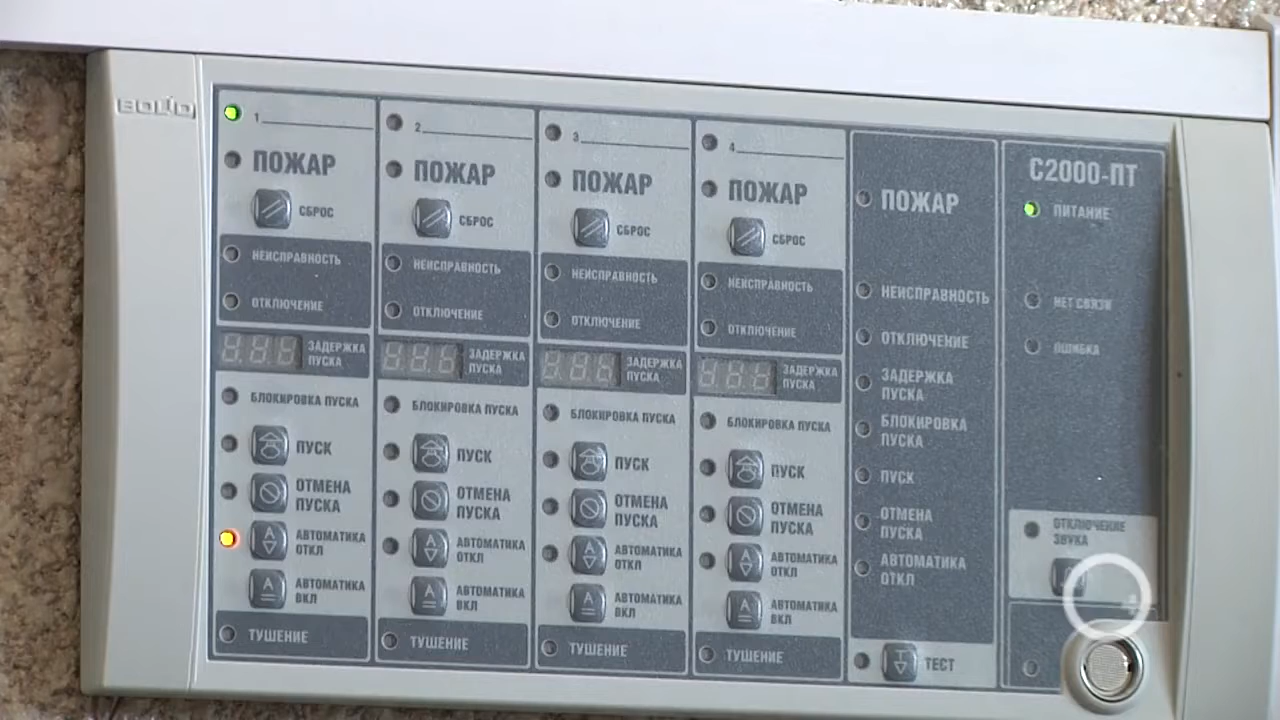 BOLID
1
ПОЖАР
СБРОС
НЕИСПРАВНОСТЬ
ОТКЛЮЧЕНИЕ
ЗАДЕРЖКА
ПУСКА
БЛОКИРОВКА ПУСКА
ПУСК
ОТМЕНА
ПУСКА
АВТОМАТИКА
ОТКЛ
АВТОМАТИКА
ВКЛ
ТУШЕНИЕ
2
ПОЖАР
СБРОС
НЕИСПРАВНОСТЬ
ОТКЛЮЧЕНИЕ
ЗАДЕРЖКА
ПУСКА
БЛОКИРОВКА ПУСКА
ПУСК
ОТМЕНА
ПУСКА
АВТОМАТИКА
ОТКЛ
АВТОМАТИКА
ВКЛ
ТУШЕНИЕ
3
ПОЖАР
СБРОС
НЕИСПРАВНОСТЬ
ОТКЛЮЧЕНИЕ
ЗАДЕРЖКА
ПУСКА
БЛОКИРОВКА ПУСКА
ПУСК
ОТМЕНА
ПУСКА
АВТОМАТИКА
ОТКЛ
АВТОМАТИКА
ВКЛ
ТУШЕНИЕ
4
ПОЖАР
СБРОС
НЕИСПРАВНОСТЬ
ОТКЛЮЧЕНИЕ
ЗАДЕРЖКА
ПУСКА
БЛОКИРОВКА ПУСКА
ПУСК
ОТМЕНА
ПУСКА
АВТОМАТИКА
ОТКЛ
АВТОМАТИКА
ВКЛ
ТУШЕНИЕ
ПОЖАР
НЕИСПРАВНОСТЬ
ОТКЛЮЧЕНИЕ
ЗАДЕРЖКА
ПУСКА
БЛОКИРОВКА
ПУСКА
ПУСК
ОТМЕНА
ПУСКА
АВТОМАТИКА
ОТКЛ
ТЕСТ
С2000-ПТ
ПИТАНИЕ
НЕТ СВЯЗИ
ОШИБКА
ОТКЛЮЧЕНИЕ
ЗВУКА